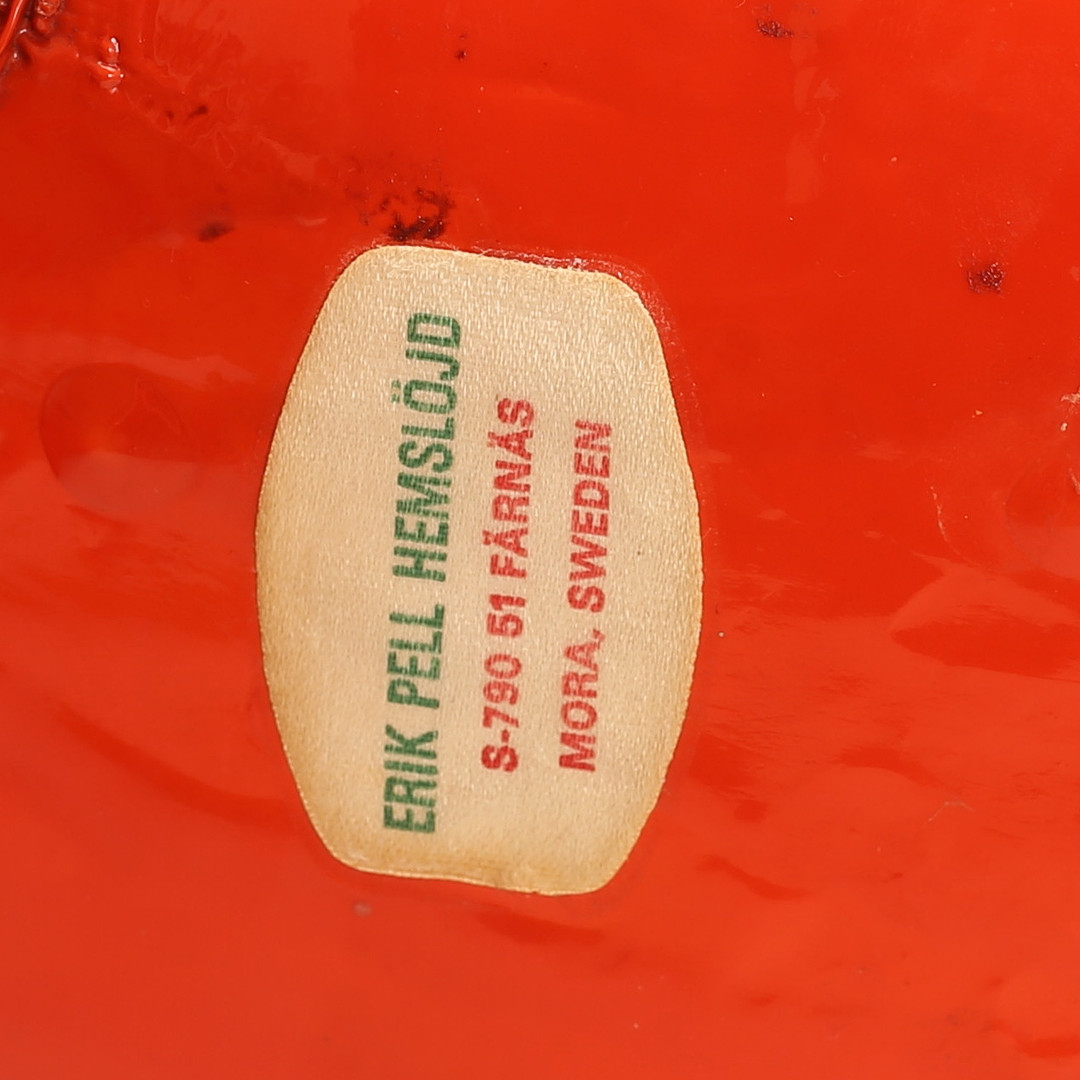 ERIK PELL HEMSLÖJD
S-790 51 FÄRNÄS
MORA, SWEDEN